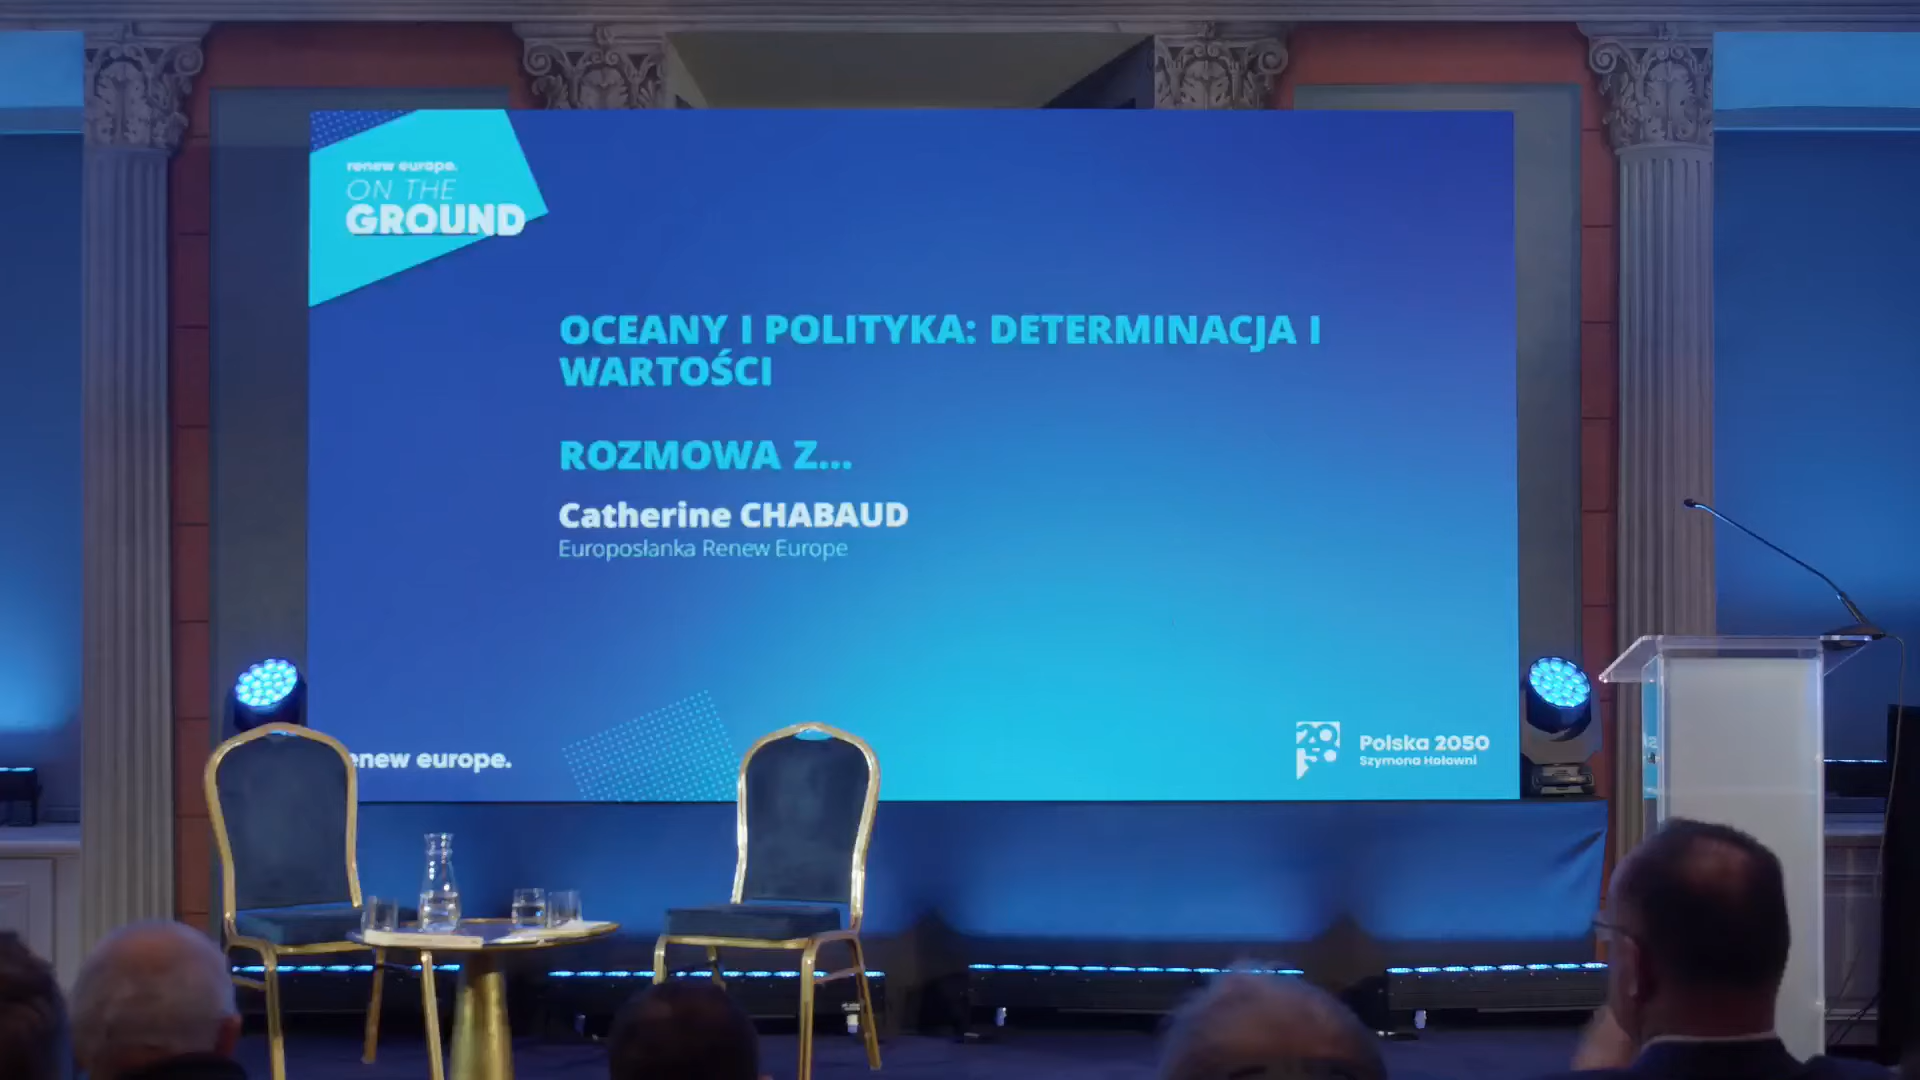 renew europe.
ON THE
GROUND
OCEANY I POLITYKA: DETERMINACJA I
WARTOŚCI
ROZMOWA Z...
Catherine CHABAUD
Europosłanka Renew Europe
enew europe.
2050
Polska 2050
Szymona Hołowni